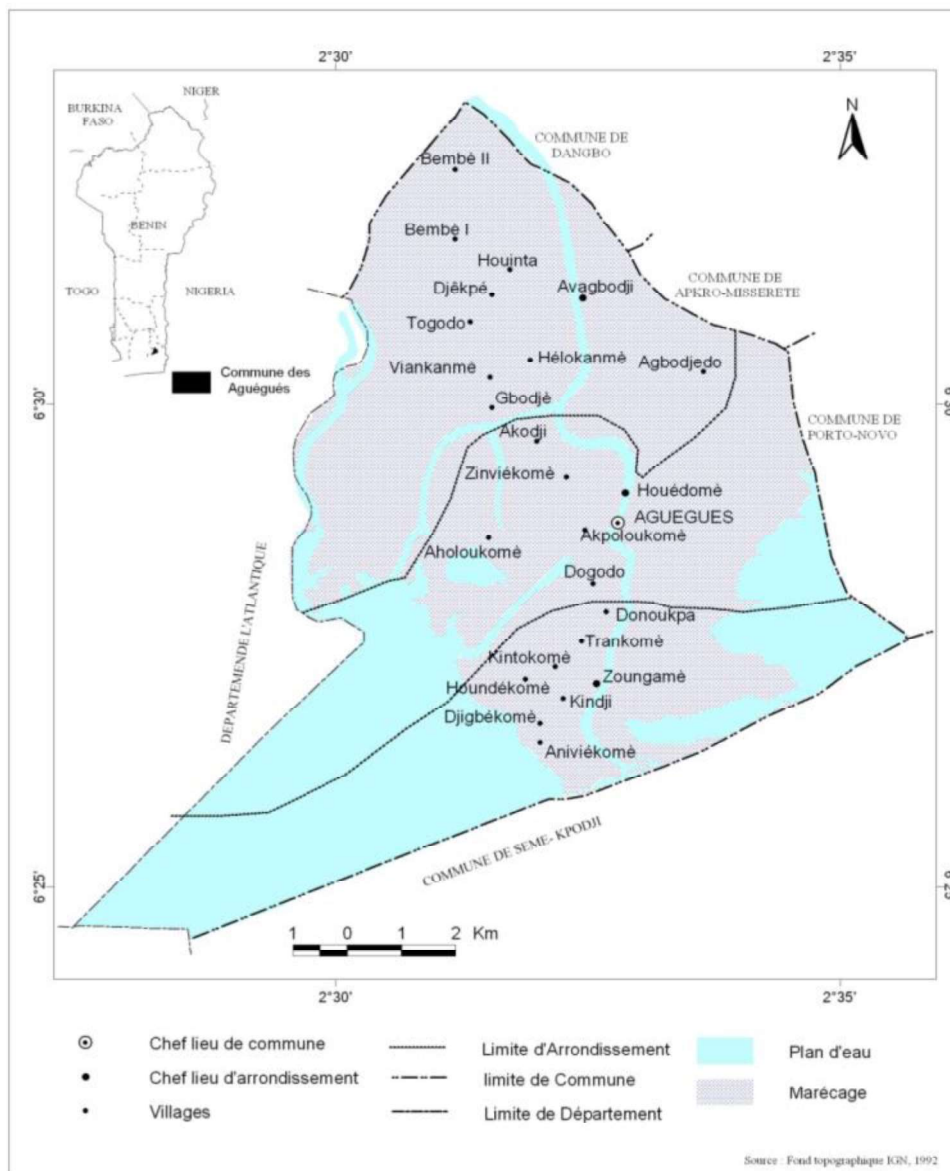 2°30'
2°35'
NIGER
BURKINA
FASO
BENIN
TOGO
NIGERIA
Commune des
Aguégués
N
COMMUNE DE
DANGBO
Bembè II
Bembè I
Houinta
COMMUNE DE
APKRO-MISSERETE
Djêkpé
Avagbodji
Togodo
Hélokanmè
Viankanmè
Agbodjedo
Gbodjè
6°30'
COMMUNE DE
PORTO-NOVO
Akodji
Zinviékomè
Houédomè
AGUEGUES
Akpoloukomè
Aholoukomè
Dogodo
DEPARTEMENDE L'ATLANTIQUE
Donoukpa
Trankomè
Kintokomè
Zoungamè
Houndékomè
Kindji
Djigbékomè
Aniviékomè
COMMUNE DE SEME- KPODJI
6°25'
1 0 1 2 Km
2°30'
2°35'
Chef lieu de commune
Chef lieu d'arrondissement
Villages
Limite d'Arrondissement
limite de Commune
Limite de Département
Plan d'eau
Marécage
Source : Fond topographique IGN, 1992